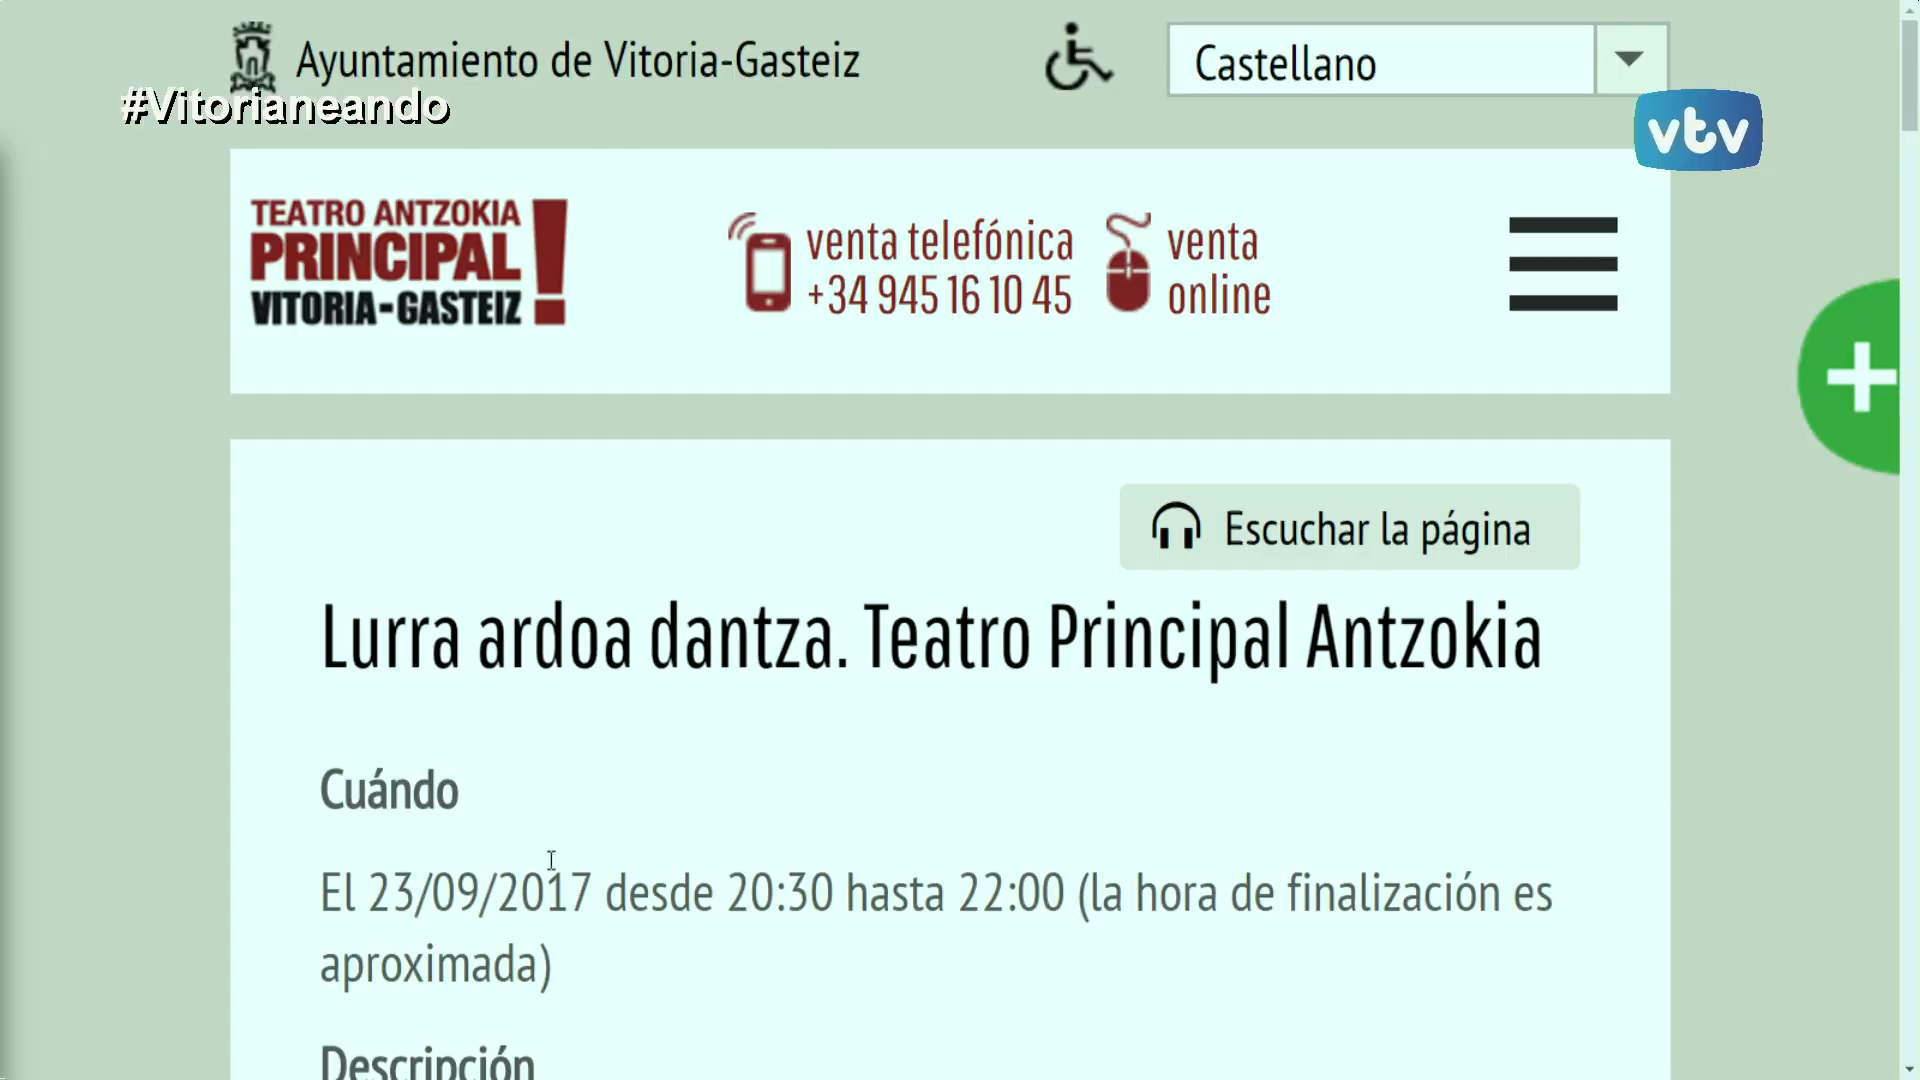 Ayuntamiento de Vitoria-Gasteiz
Castellano
#Vitorianeando
vtv
TEATRO ANTZOKIA
PRINCIPAL!
VITORIA-GASTEIZ
venta telefónica
+34 945 16 10 45
venta
online
+
Escuchar la página
Lurra ardoa dantza. Teatro Principal Antzokia
Cuándo
El 23/09/2017 desde 20:30 hasta 22:00 (la hora de finalización es
aproximada)
Descripción